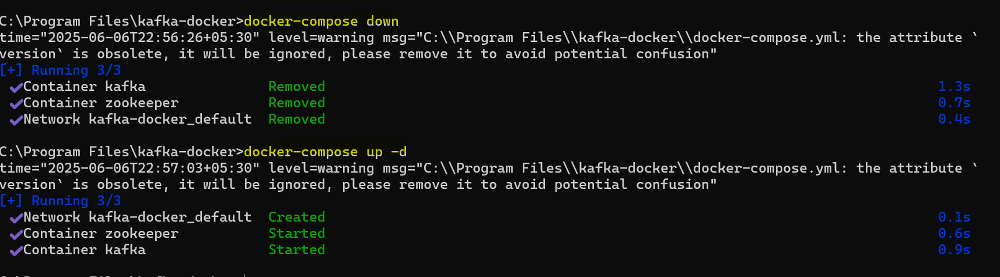 C:\Program Files\kafka-docker>docker-compose down
time="2025-06-06T22:56:26+05:30" level=warning msg="C:\\Program Files\\kafka-docker\\docker-compose.yml: the attribute `
version` is obsolete, it will be ignored, please remove it to avoid potential confusion"
[+] Running 3/3
✔Container kafka Removed 1.3s
✔Container zookeeper Removed 0.7s
✔Network kafka-docker_default Removed 0.4s
C:\Program Files\kafka-docker>docker-compose up -d
time="2025-06-06T22:57:03+05:30" level=warning msg="C:\\Program Files\\kafka-docker\\docker-compose.yml: the attribute `
version` is obsolete, it will be ignored, please remove it to avoid potential confusion"
[+] Running 3/3
✔Network kafka-docker_default Created 0.1s
✔Container zookeeper Started 0.6s
✔Container kafka Started 0.9s